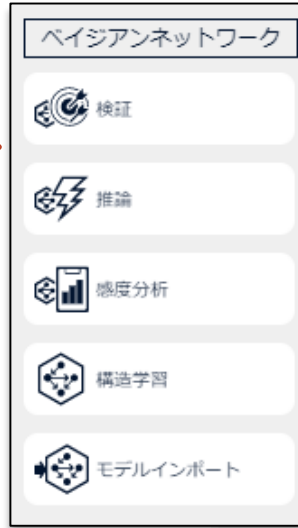 ベイジアンネットワーク
検証
推論
感度分析
構造学習
モデルインポート